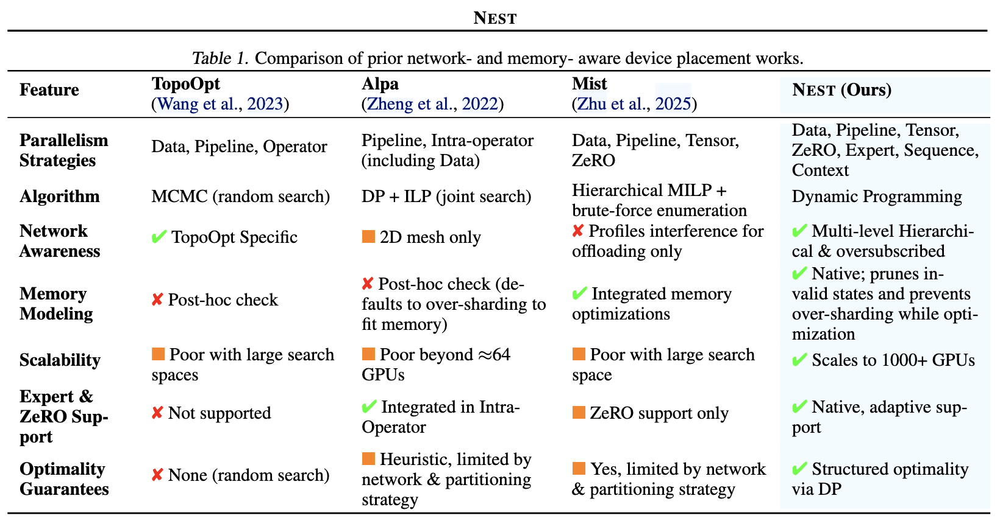 NEST
Table 1. Comparison of prior network- and memory- aware device placement works.
Feature
TopoOpt
(Wang et al., 2023)
Alpa
(Zheng et al., 2022)
Mist
(Zhu et al., 2025)
NEST (Ours)
Parallelism
Strategies
Data, Pipeline, Operator
Pipeline, Intra-operator
(including Data)
Data, Pipeline, Tensor,
ZeRO
Data, Pipeline, Tensor,
ZeRO, Expert, Sequence,
Context
Algorithm
MCMC (random search)
DP + ILP (joint search)
Hierarchical MILP +
brute-force enumeration
Dynamic Programming
Network
Awareness
✔ TopoOpt Specific
■ 2D mesh only
✘ Profiles interference for
offloading only
✔ Multi-level Hierarchi-
cal & oversubscribed
Memory
Modeling
✘ Post-hoc check
✘ Post-hoc check (de-
faults to over-sharding to
fit memory)
✔ Integrated memory
optimizations
✔ Native; prunes in-
valid states and prevents
over-sharding while opti-
mization
Scalability
■ Poor with large search
spaces
■ Poor beyond ≈64
GPUs
■ Poor with large search
space
✔ Scales to 1000+ GPUs
Expert &
ZeRO Sup-
port
✘ Not supported
✔ Integrated in Intra-
Operator
■ ZeRO support only
✔ Native, adaptive sup-
port
Optimality
Guarantees
✘ None (random search)
■ Heuristic, limited by
network & partitioning
strategy
■ Yes, limited by network
& partitioning strategy
✔ Structured optimality
via DP